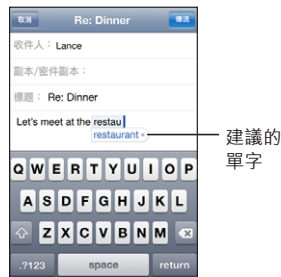 取消 Re: Dinner 傳送
收件人： Lance
副本/密件副本：
標題： Re: Dinner
Let's meet at the restau
restaurant ×
建議的
單字
Q W E R T Y U I O P
A S D F G H J K L
Z X C V B N M
.?123 space return